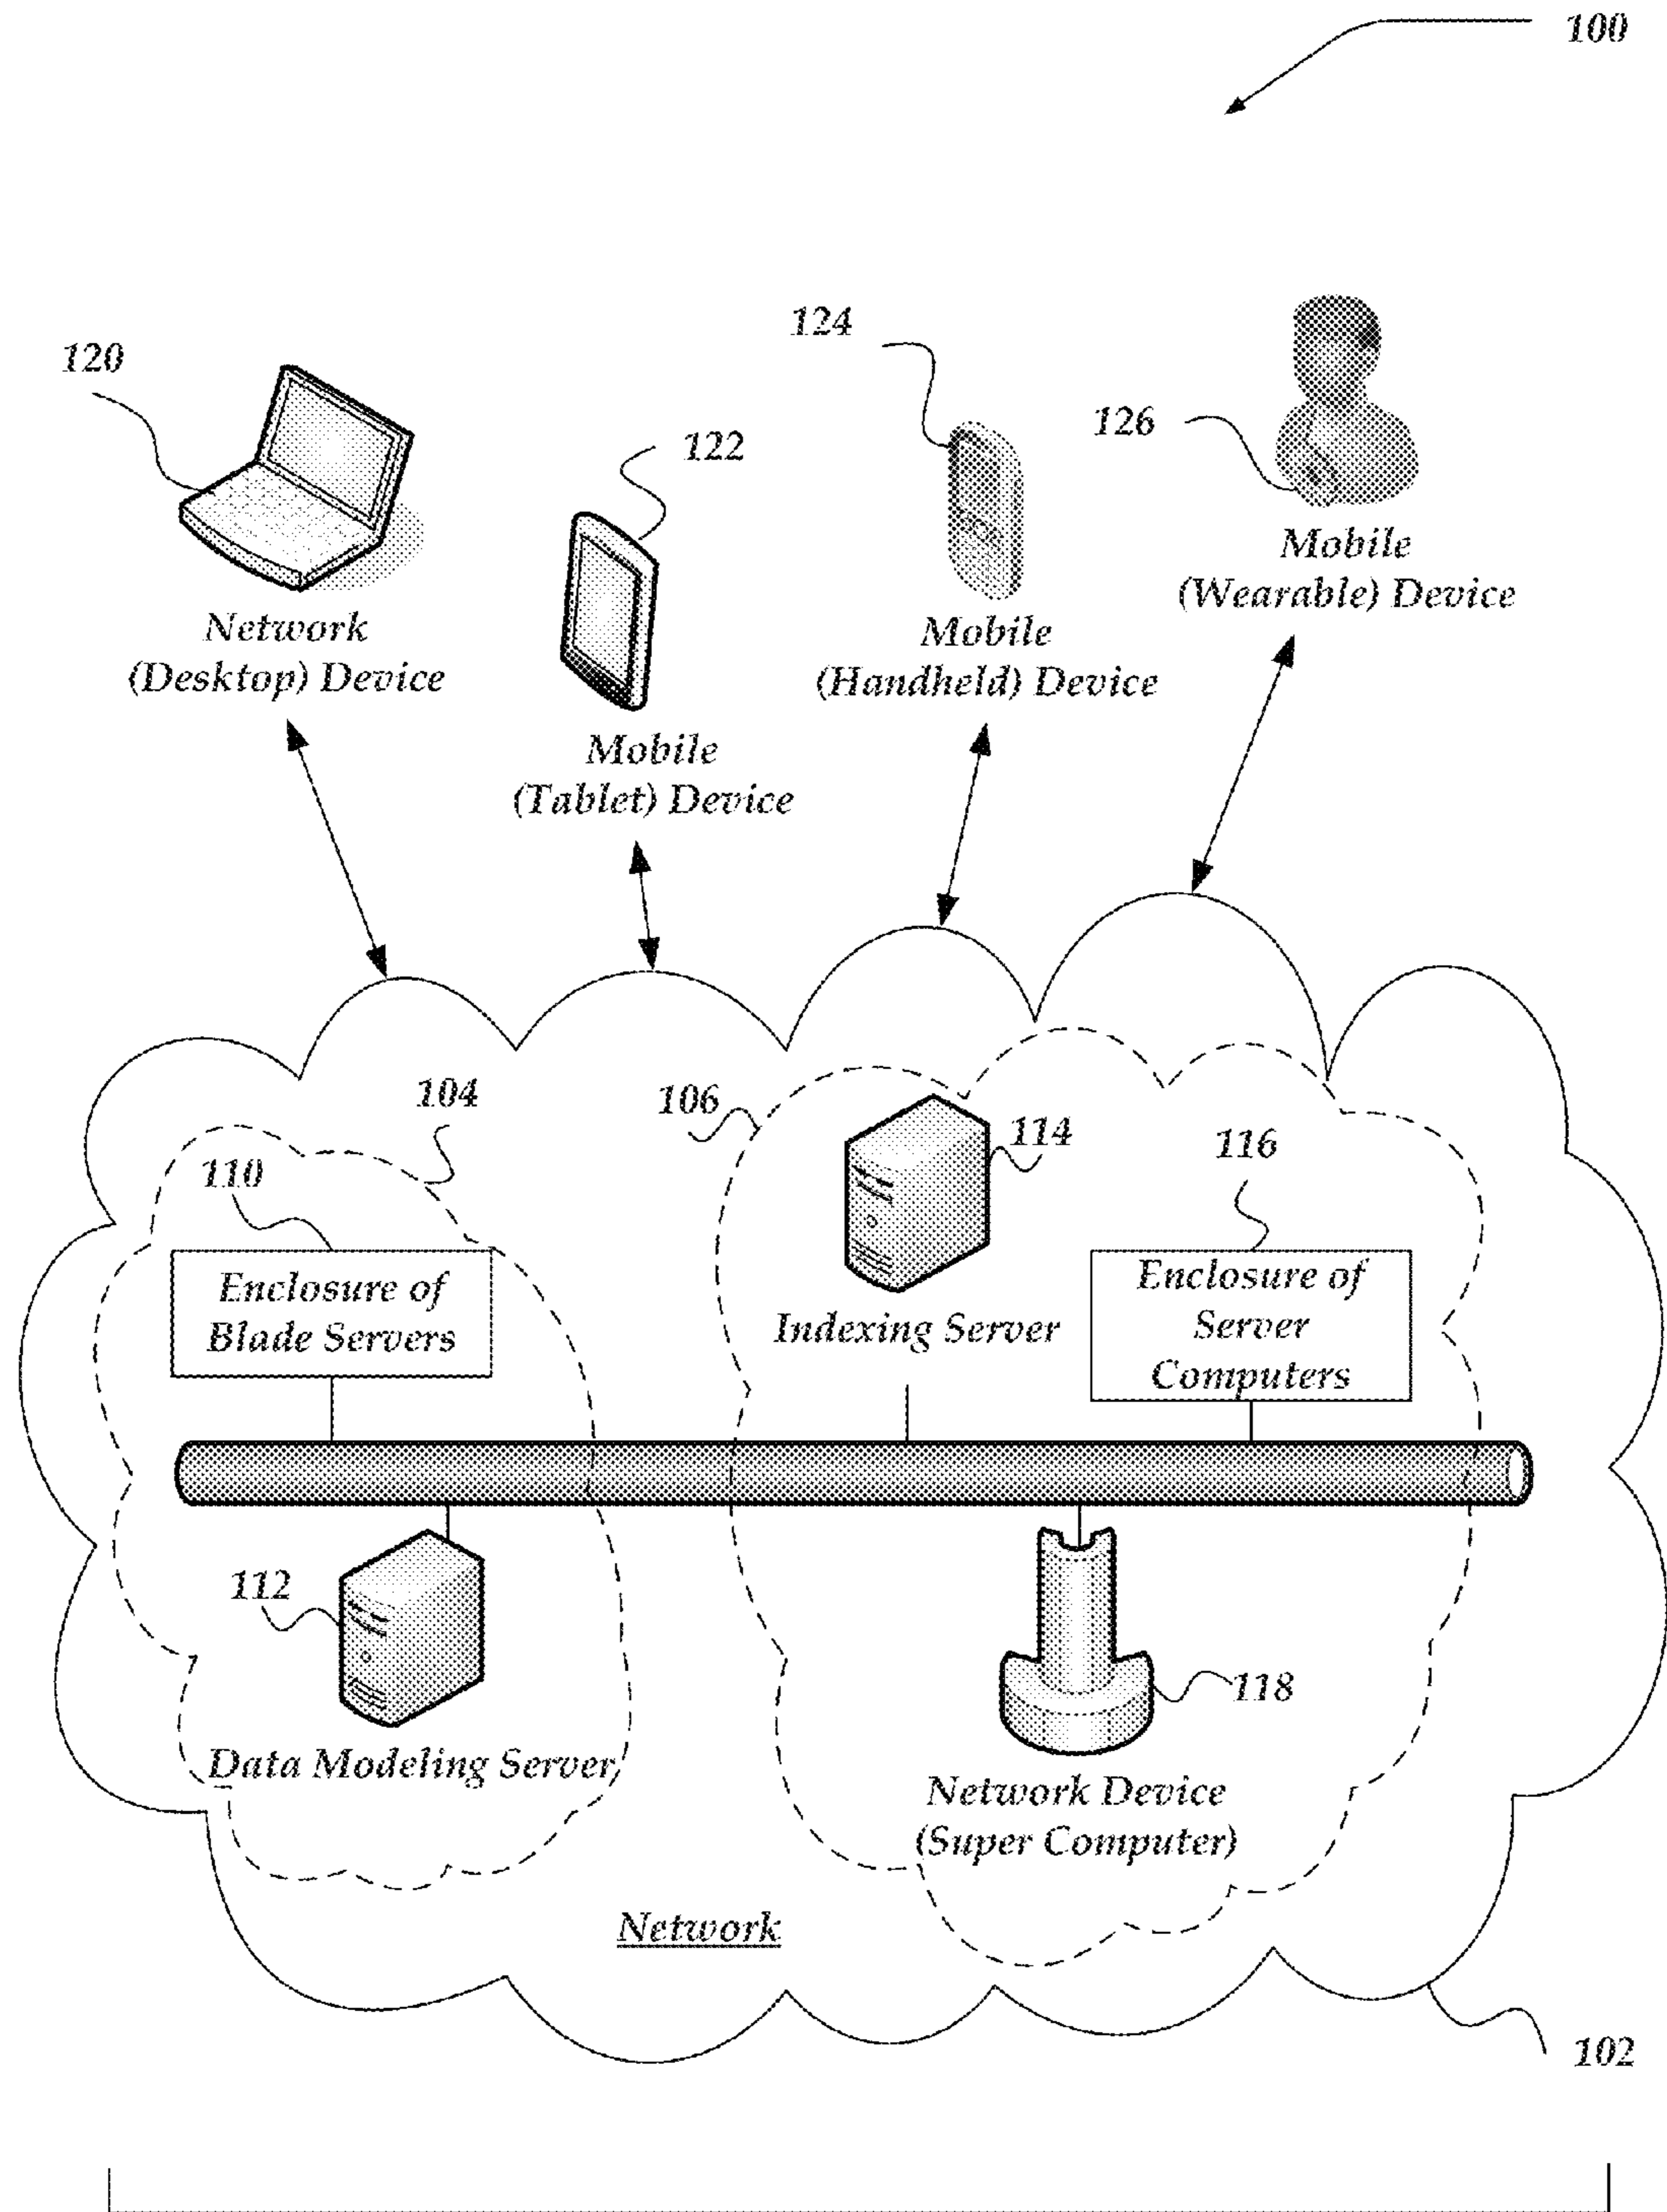 100
124
120
126
122
Mobile
(Wearable) Device
Network
(Desktop) Device
Mobile
(Handheld) Device
Mobile
(Tablet) Device
104
106
114
116
110
Enclosure of
Blade Servers
Indexing Server
Enclosure of
Server
Computers
112
118
Data Modeling Server
Network Device
(Super Computer)
Network
102